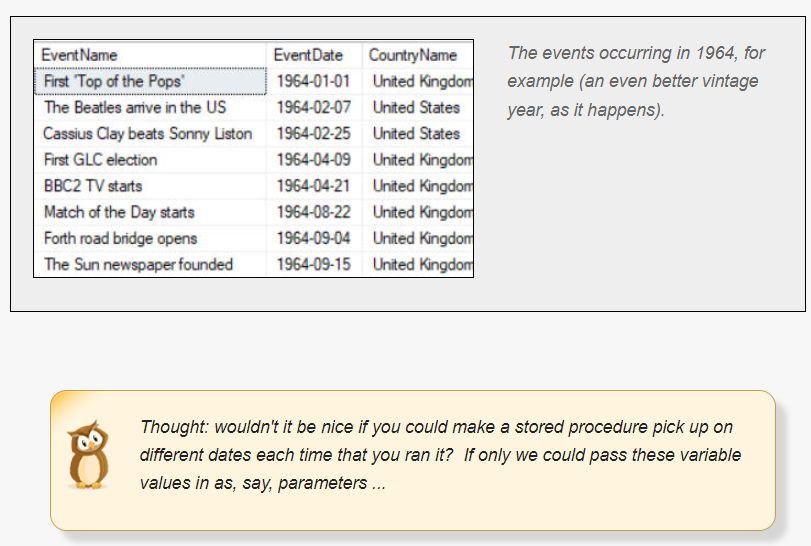 EventName EventDate CountryName
First 'Top of the Pops' 1964-01-01 United Kingdom
The Beatles arrive in the US 1964-02-07 United States
Cassius Clay beats Sonny Liston 1964-02-25 United States
First GLC election 1964-04-09 United Kingdom
BBC2 TV starts 1964-04-21 United Kingdom
Match of the Day starts 1964-08-22 United Kingdom
Forth road bridge opens 1964-09-04 United Kingdom
The Sun newspaper founded 1964-09-15 United Kingdom
The events occurring in 1964, for
example (an even better vintage
year, as it happens).
Thought: wouldn't it be nice if you could make a stored procedure pick up on
different dates each time that you ran it?  If only we could pass these variable
values in as, say, parameters ...